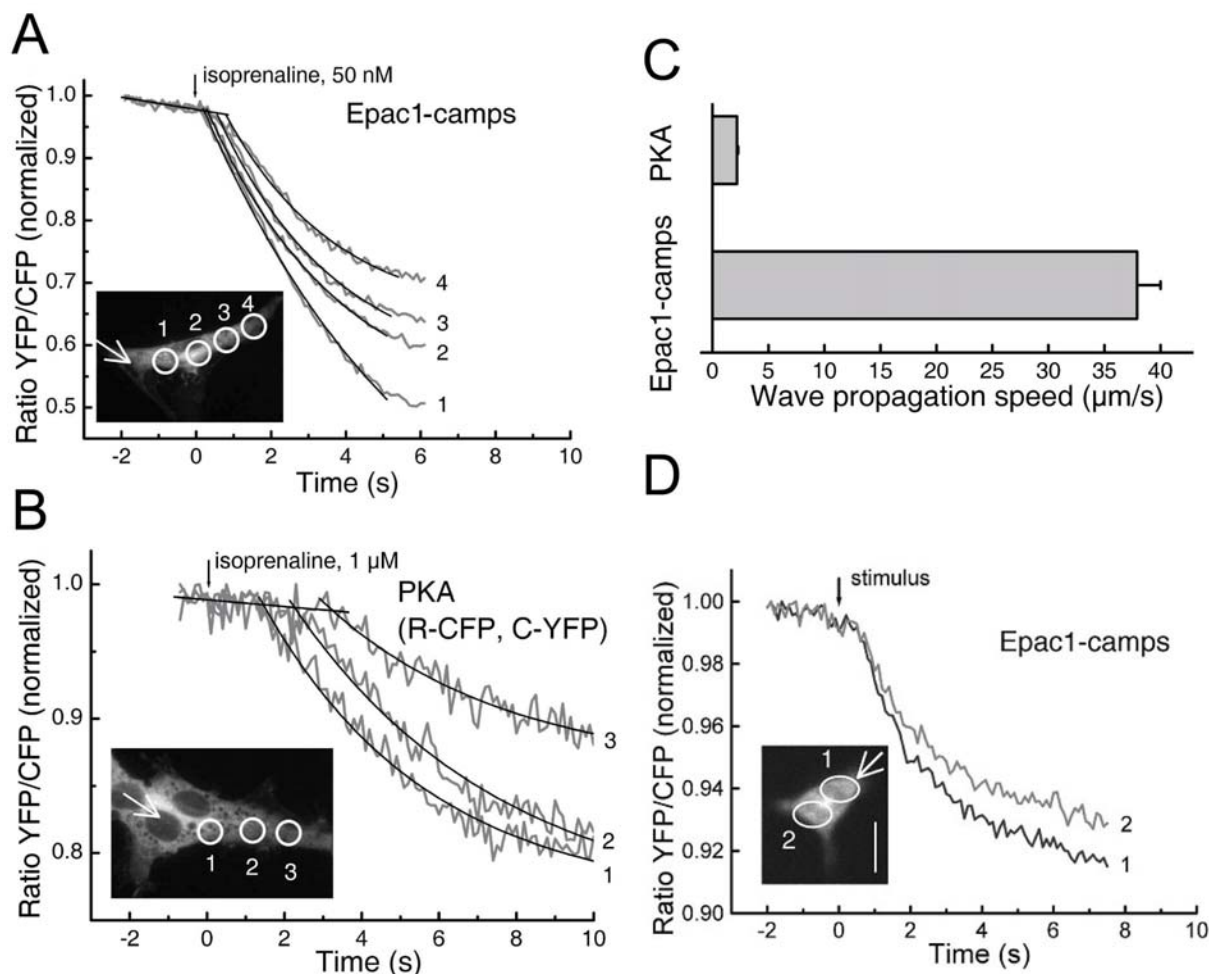 A
isoprenaline, 50 nM
Epac1-camps
Ratio YFP/CFP (normalized)
1.0
0.9
0.8
0.7
0.6
0.5
1
2
3
4
4
3
2
1
-2 0 2 4 6 8 10
Time (s)
B
isoprenaline, 1 µM
PKA
(R-CFP, C-YFP)
Ratio YFP/CFP (normalized)
1.0
0.9
0.8
1 2 3
3
2
1
-2 0 2 4 6 8 10
Time (s)
C
PKA
Epac1-camps
0 5 10 15 20 25 30 35 40
Wave propagation speed (µm/s)
D
stimulus
Epac1-camps
Ratio YFP/CFP (normalized)
1.00
0.98
0.96
0.94
0.92
0.90
1
2
2
1
-2 0 2 4 6 8 10
Time (s)